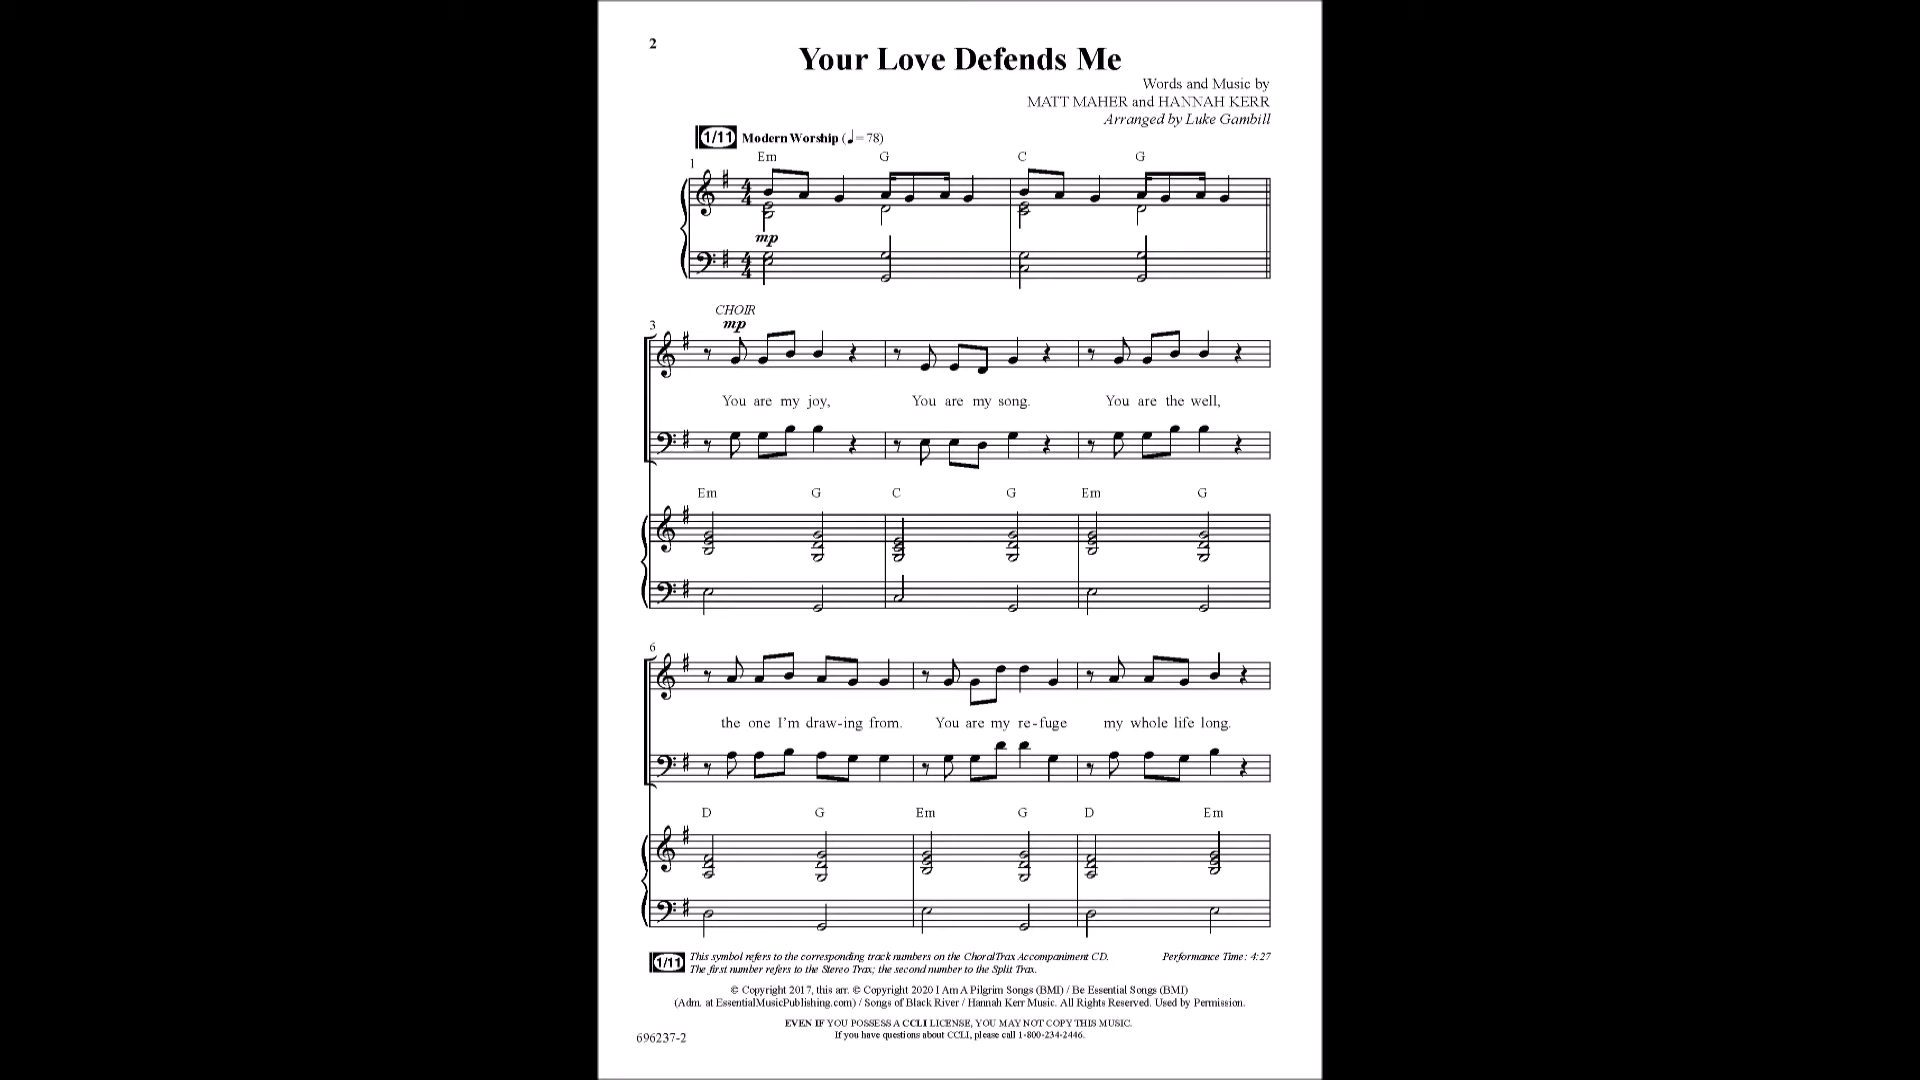 2
Your Love Defends Me
Words and Music by
MATT MAHER and HANNAH KERR
Arranged by Luke Gambill
1/11 Modern Worship (♩= 78)
1 Em G C G
4 4
mp
4 4
CHOIR
3 mp
You are my joy, You are my song. You are the well,
Em G C G Em G
6
the one I'm draw-ing from. You are my re-fuge my whole life long.
D G Em G D Em
1/11 This symbol refers to the corresponding track numbers on the ChoralTrax Accompaniment CD. Performance Time: 4:27
The first number refers to the Stereo Trax; the second number to the Split Trax.
© Copyright 2017, this arr. © Copyright 2020 I Am A Pilgrim Songs (BMI) / Be Essential Songs (BMI)
(Adm. at EssentialMusicPublishing.com) / Songs of Black River / Hannah Kerr Music. All Rights Reserved. Used by Permission.
EVEN IF YOU POSSESS A CCLI LICENSE, YOU MAY NOT COPY THIS MUSIC.
If you have questions about CCLI, please call 1-800-234-2446.
696237-2